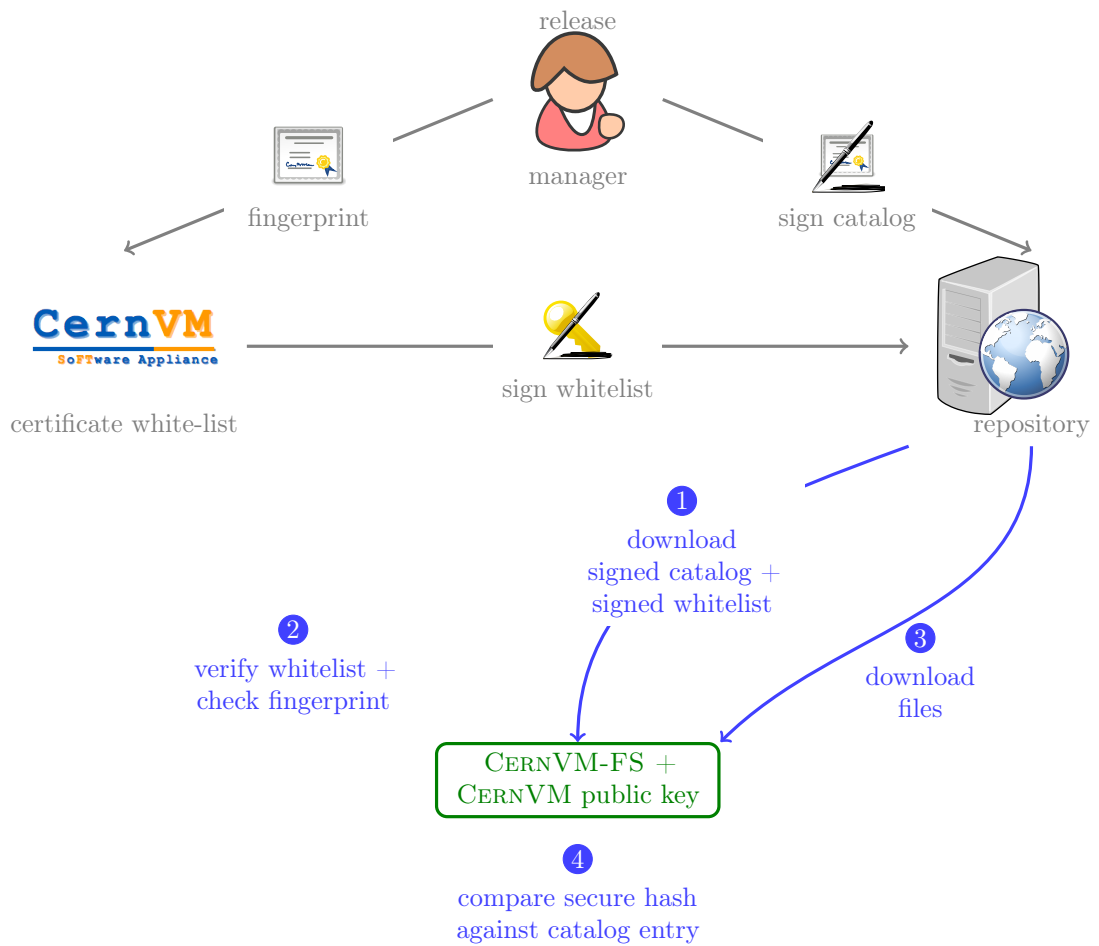 release
manager
fingerprint
sign catalog
CernVM
SoFTware Appliance
sign whitelist
certificate white-list
repository
1
download
signed catalog +
signed whitelist
2
verify whitelist +
check fingerprint
3
download
files
CERNVM-FS +
CERNVM public key
4
compare secure hash
against catalog entry